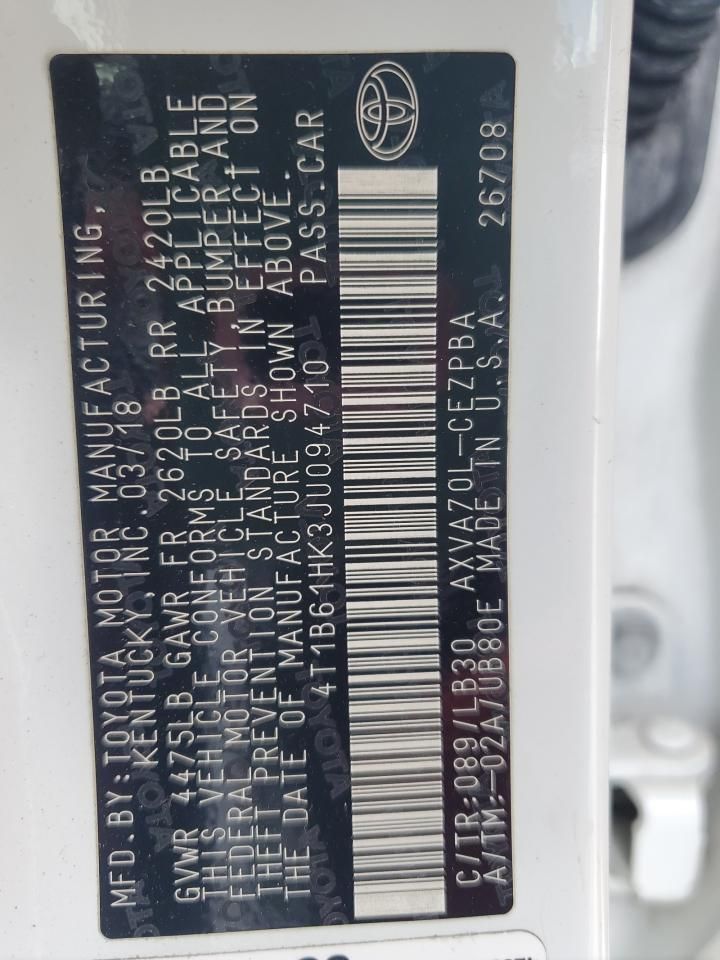 MFD.BY:TOYOTA MOTOR MANUFACTURING,
KENTUCKY, INC.03/18
GVWR 4475LB GAWR FR 2620LB RR 2420LB
THIS VEHICLE CONFORMS TO ALL APPLICABLE
FEDERAL MOTOR VEHICLE SAFETY,BUMPER,AND
THEFT PREVENTION STANDARDS IN EFFECT ON
THE DATE OF MANUFACTURE SHOWN ABOVE.
4T1B61HK3JU094710 PASS.CAR
C/TR:089/LB30 AXVA70L-CEZPBA
A/TM:-02A/UB80E MADE IN U.S.A. 26708